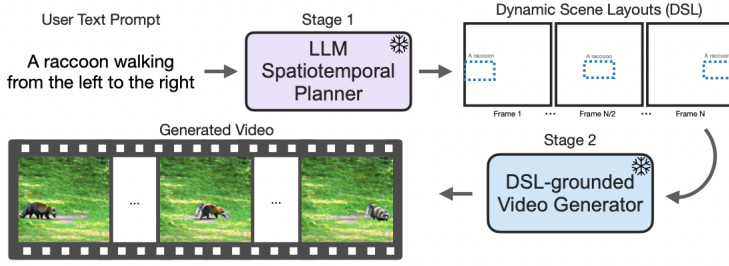 User Text Prompt
A raccoon walking
from the left to the right
Stage 1
LLM
Spatiotemporal
Planner
Dynamic Scene Layouts (DSL)
A raccoon
A raccoon
A raccoon
Frame 1
...
Frame N/2
...
Frame N
Stage 2
DSL-grounded
Video Generator
Generated Video
...
...